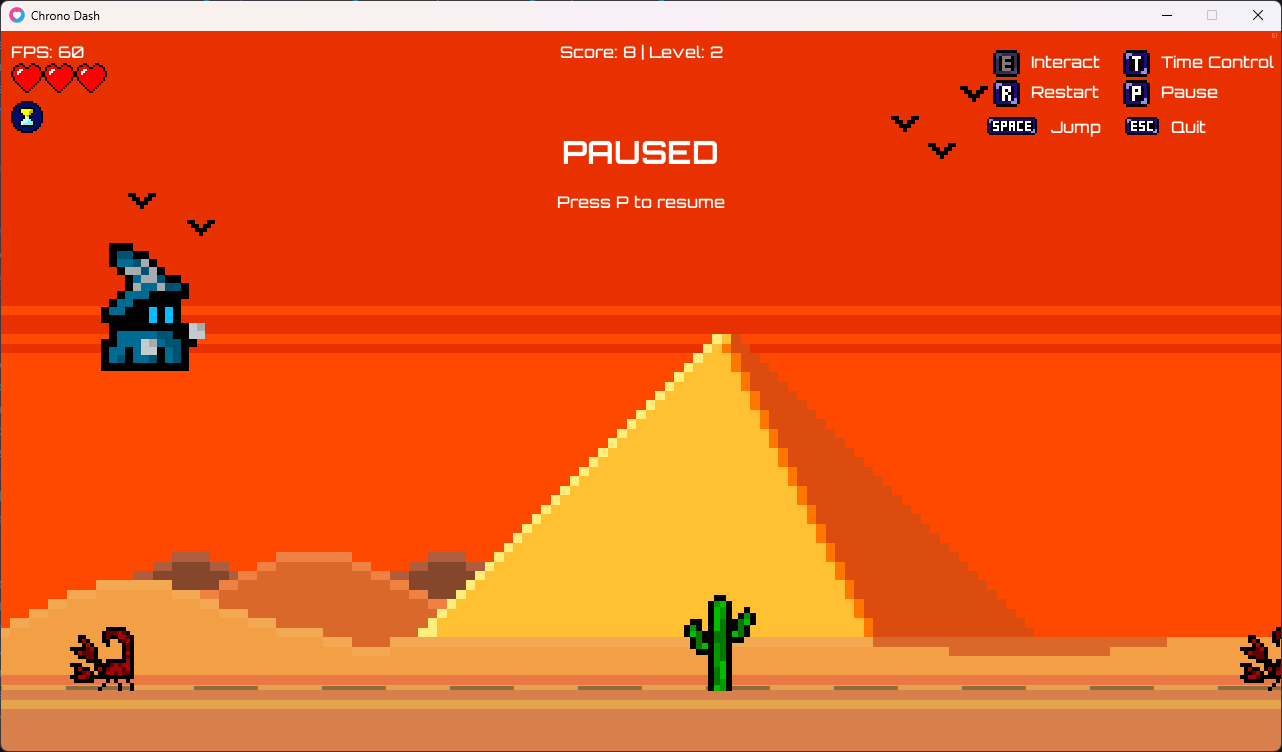 Chrono Dash
FPS: 60
Score: 8 | Level: 2
E Interact
T Time Control
R Restart
P Pause
SPACE Jump
ESC Quit
PAUSED
Press P to resume